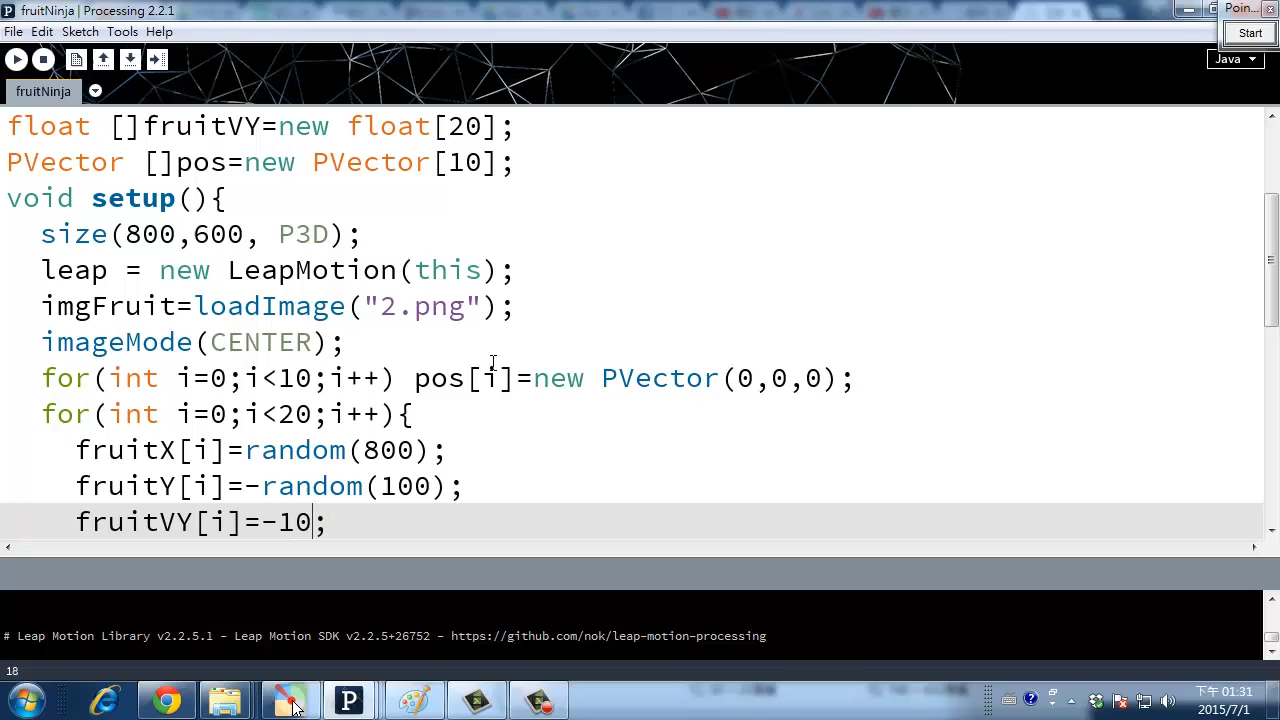 fruitNinja | Processing 2.2.1
Poin...
File Edit Sketch Tools Help
Start
Java
fruitNinja
float []fruitVY=new float[20];
PVector []pos=new PVector[10];
void setup(){
size(800,600, P3D);
leap = new LeapMotion(this);
imgFruit=loadImage("2.png");
imageMode(CENTER);
for(int i=0;i<10;i++) pos[i]=new PVector(0,0,0);
for(int i=0;i<20;i++){
fruitX[i]=random(800);
fruitY[i]=-random(100);
fruitVY[i]=-10;
# Leap Motion Library v2.2.5.1 - Leap Motion SDK v2.2.5+26752 - https://github.com/nok/leap-motion-processing
18
下午 01:31
2015/7/1